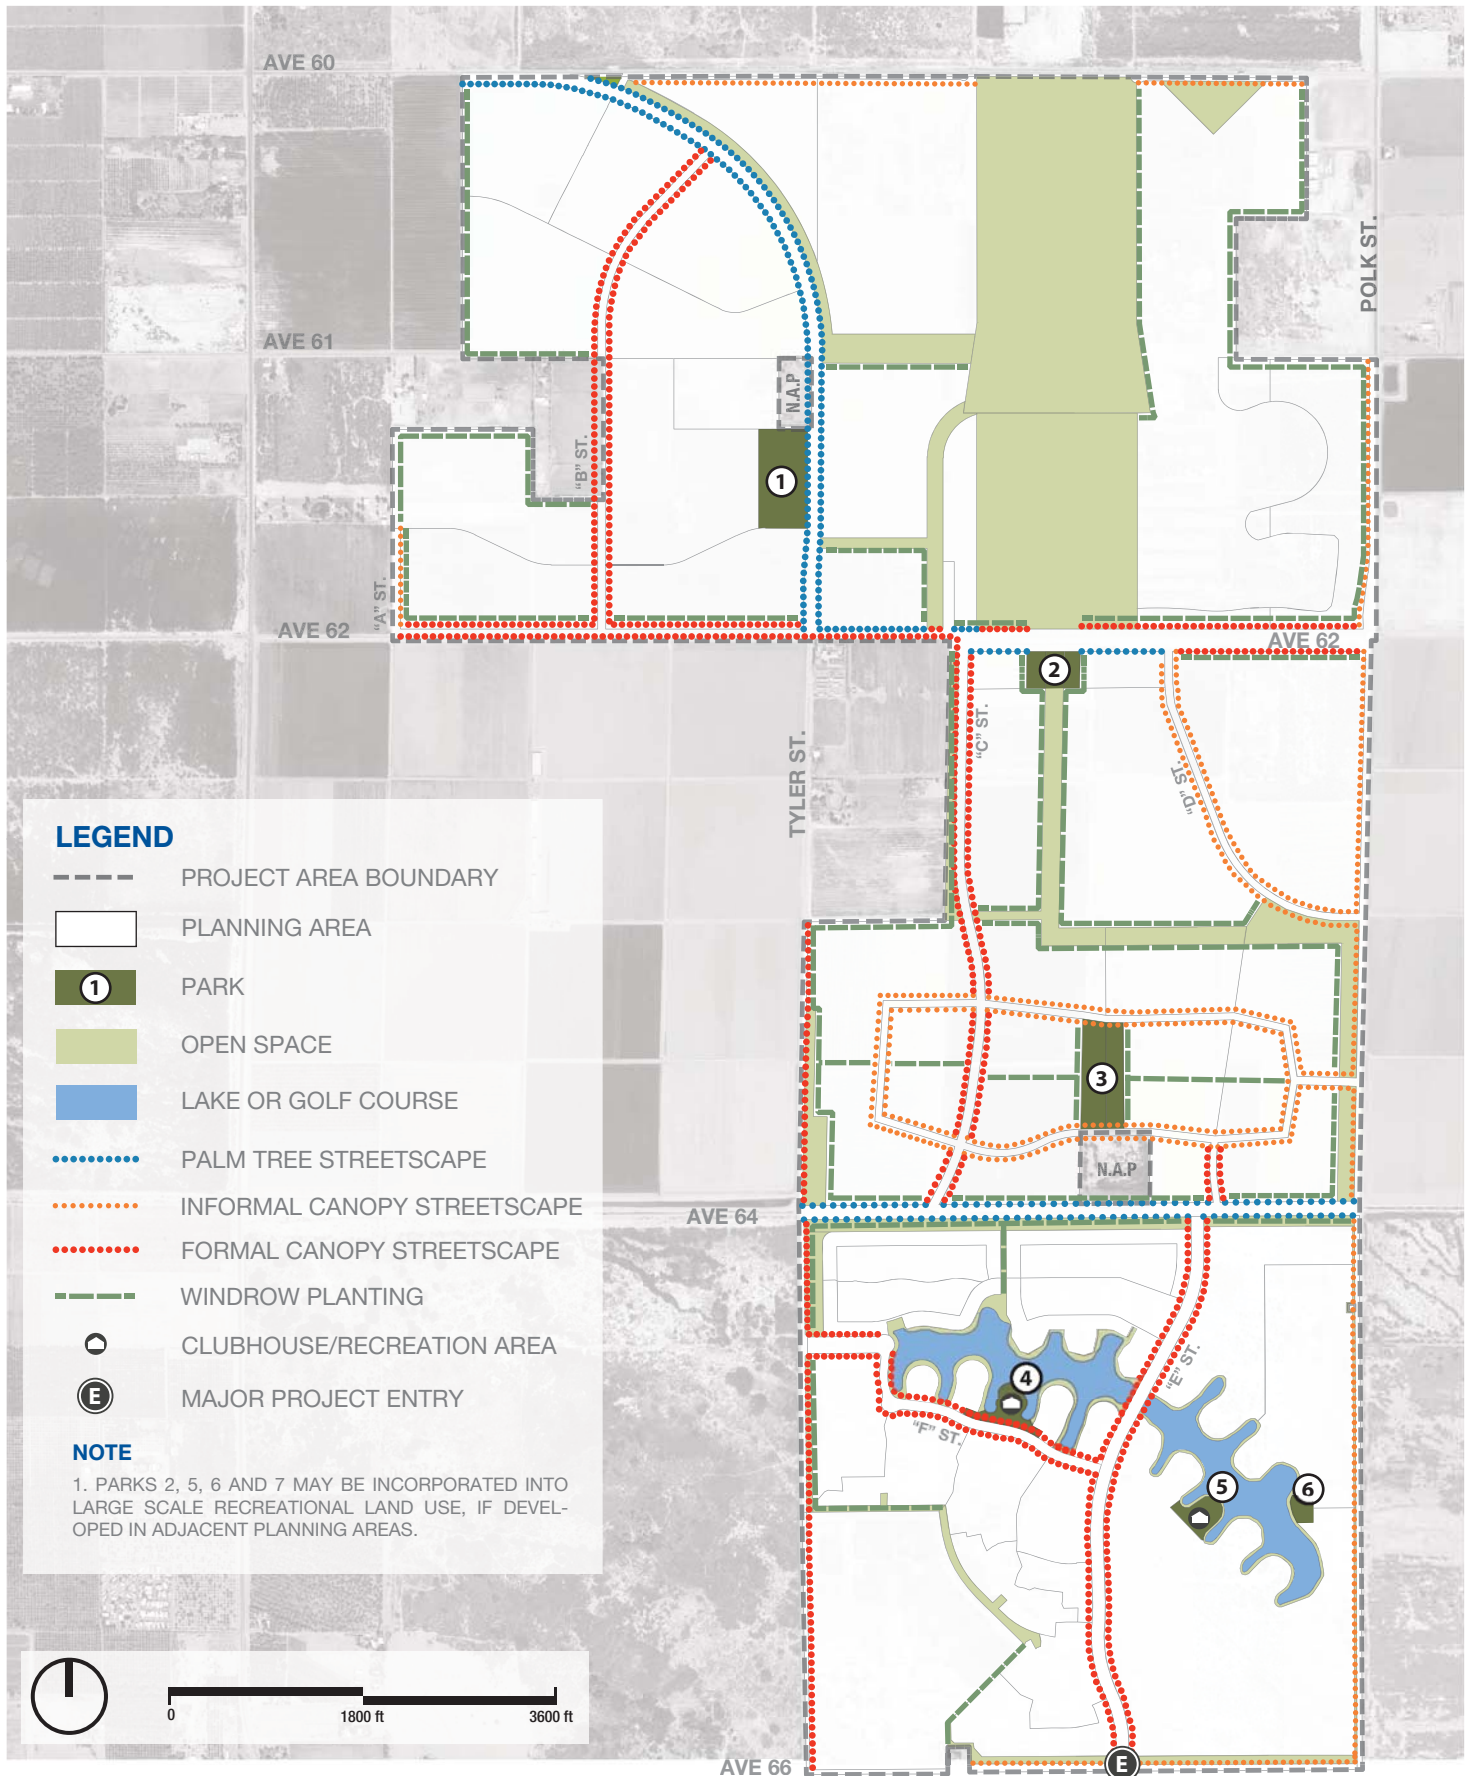 AVE 60
POLK ST.
AVE 61
N.A.P
"B" ST.
1
"A" ST.
AVE 62
AVE 62
2
"C" ST.
TYLER ST.
"D" ST.
LEGEND
PROJECT AREA BOUNDARY
PLANNING AREA
1 PARK
OPEN SPACE
LAKE OR GOLF COURSE
PALM TREE STREETSCAPE
INFORMAL CANOPY STREETSCAPE
FORMAL CANOPY STREETSCAPE
WINDROW PLANTING
CLUBHOUSE/RECREATION AREA
E MAJOR PROJECT ENTRY
NOTE
1. PARKS 2, 5, 6 AND 7 MAY BE INCORPORATED INTO
LARGE SCALE RECREATIONAL LAND USE, IF DEVEL-
OPED IN ADJACENT PLANNING AREAS.
3
N.A.P
AVE 64
"E" ST.
4
"F" ST.
5
6
0
1800 ft
3600 ft
AVE 66
E